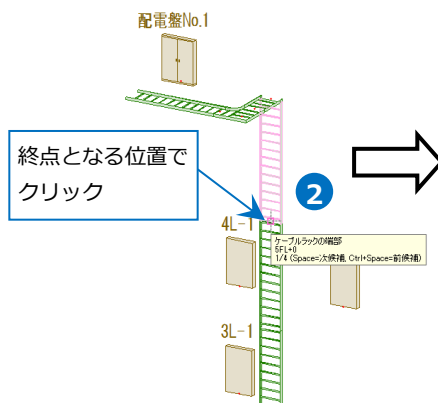 配電盤No.1
終点となる位置で
クリック
2
4L-1
ケーブルラックの端部
5FL+0
1/4 (Space=次候補, Ctrl+Space=前候補)
3L-1